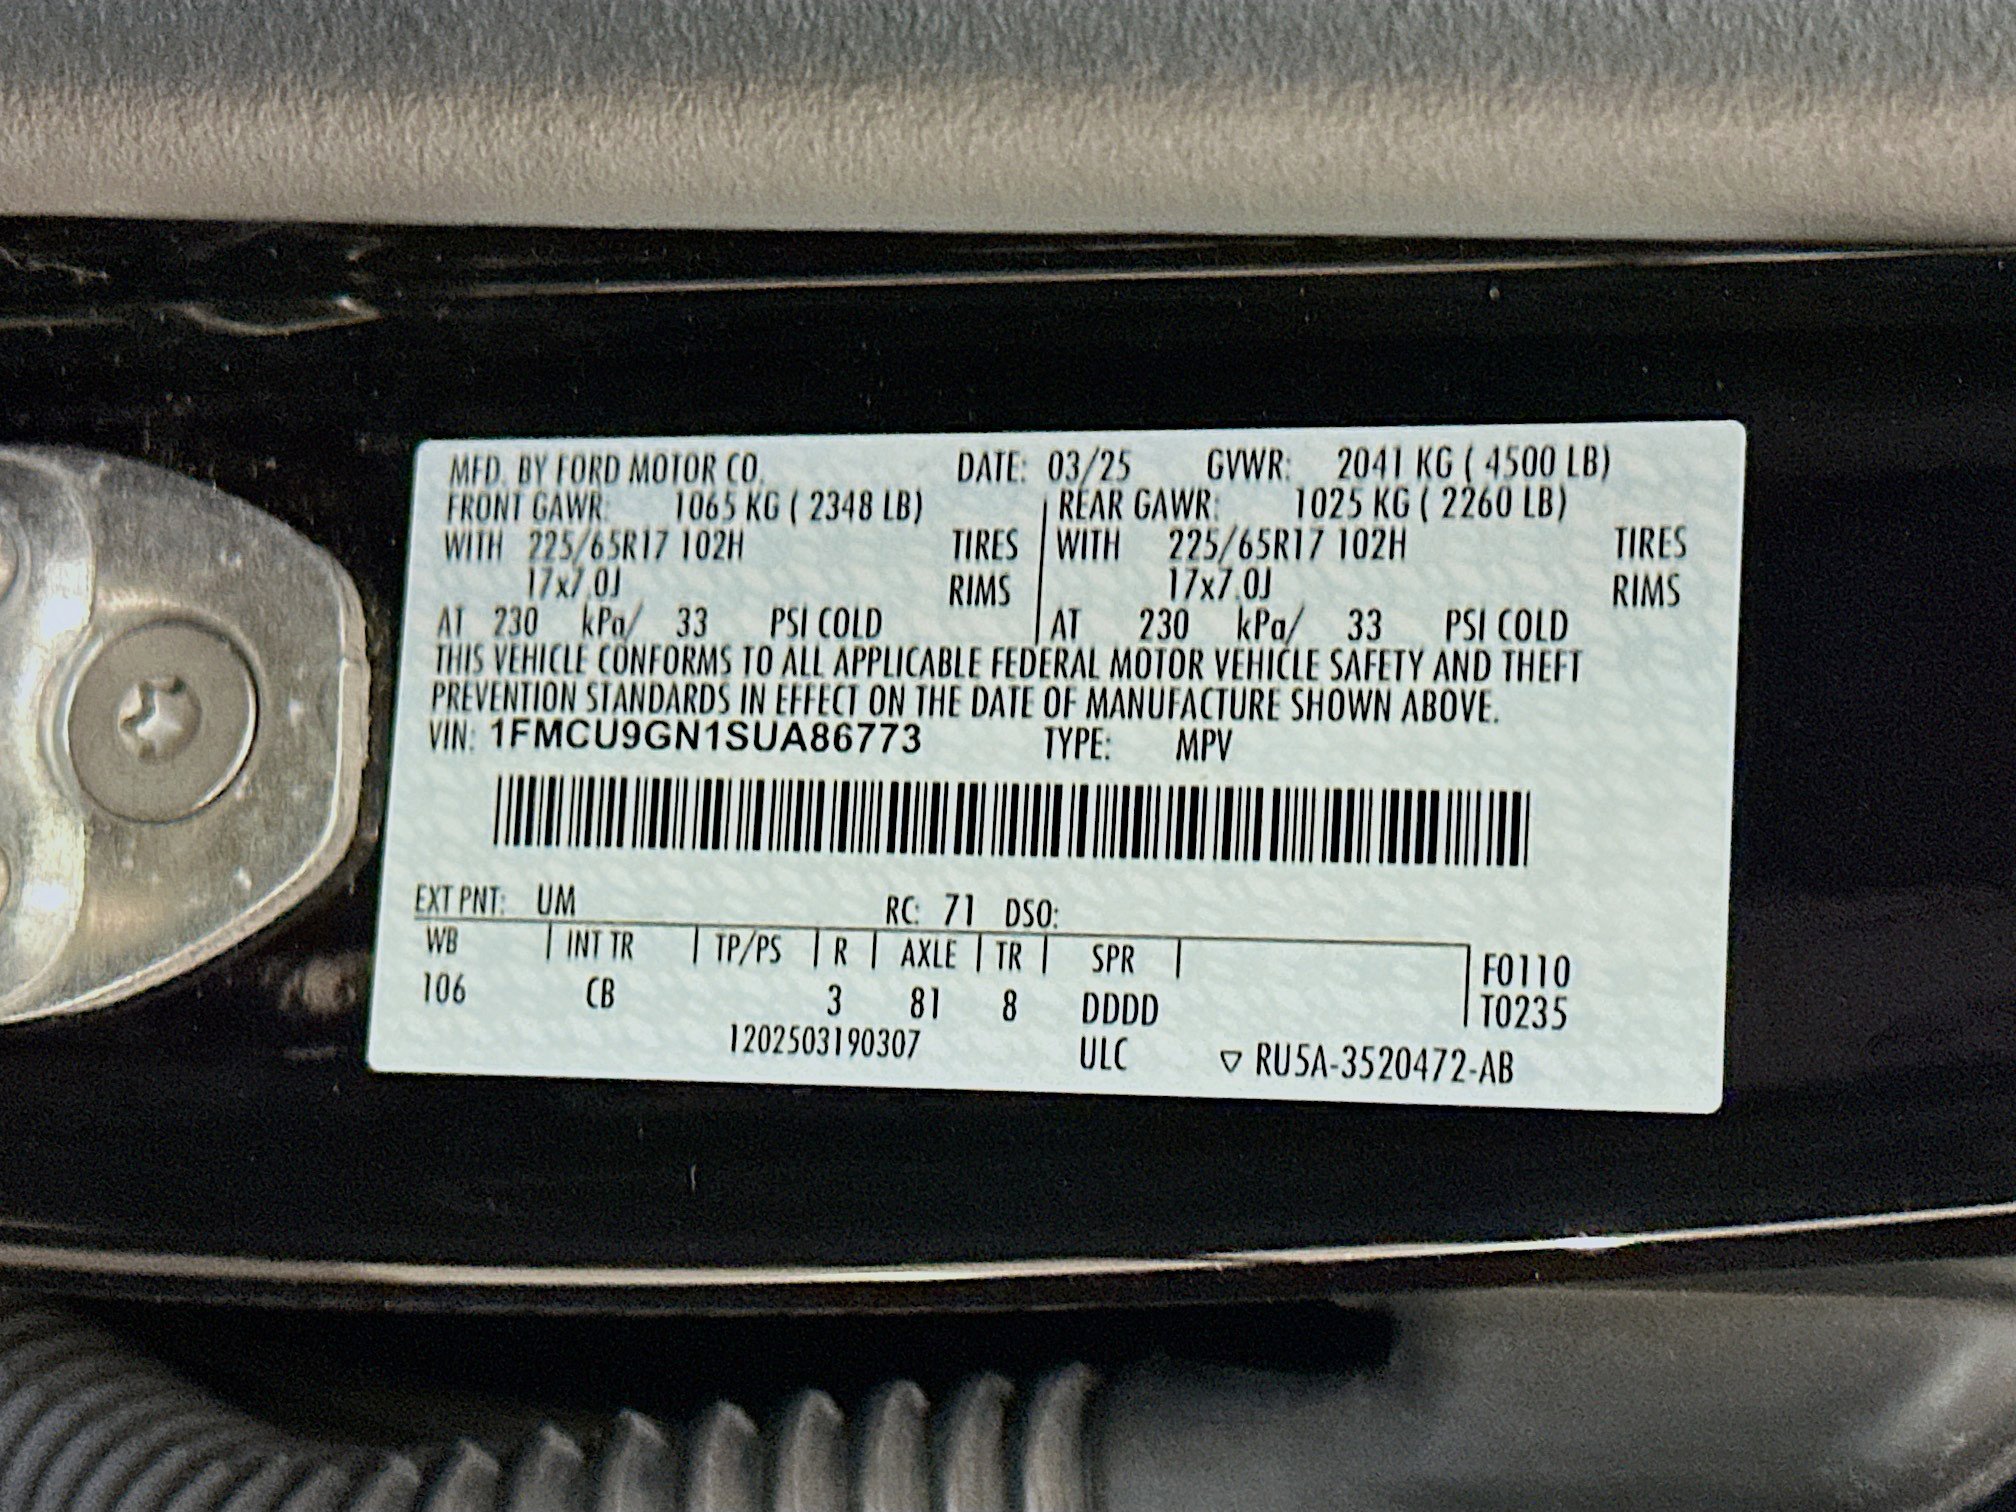 MFD. BY FORD MOTOR CO. DATE: 03/25 GVWR: 2041 KG ( 4500 LB)
FRONT GAWR: 1065 KG ( 2348 LB) REAR GAWR: 1025 KG ( 2260 LB)
WITH 225/65R17 102H TIRES WITH 225/65R17 102H TIRES
17x7.0J RIMS 17x7.0J RIMS
AT 230 kPa/ 33 PSI COLD AT 230 kPa/ 33 PSI COLD
THIS VEHICLE CONFORMS TO ALL APPLICABLE FEDERAL MOTOR VEHICLE SAFETY AND THEFT
PREVENTION STANDARDS IN EFFECT ON THE DATE OF MANUFACTURE SHOWN ABOVE.
VIN: 1FMCU9GN1SUA86773 TYPE: MPV
EXT PNT: UM RC: 71 DSO:
WB INT TR TP/PS R AXLE TR SPR F0110
106 CB 3 81 8 DDDD T0235
1202503190307 ULC ▽ RU5A-3520472-AB